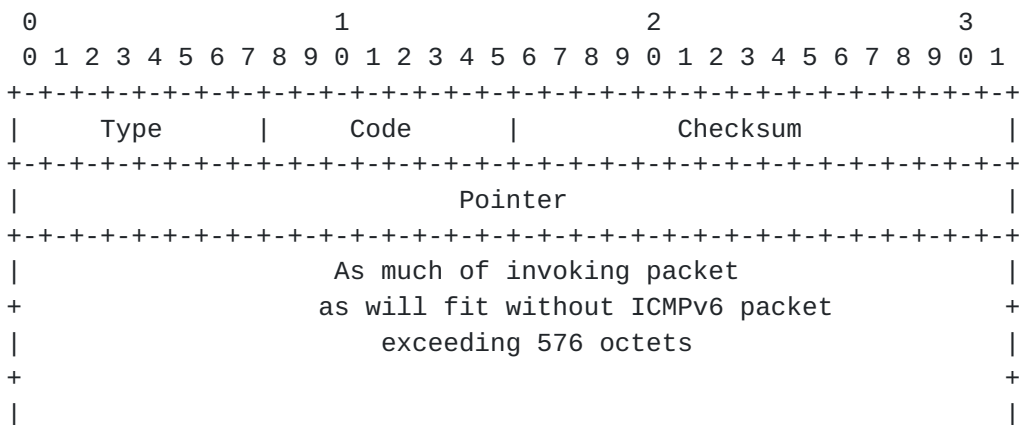 0                   1                   2                   3
 0 1 2 3 4 5 6 7 8 9 0 1 2 3 4 5 6 7 8 9 0 1 2 3 4 5 6 7 8 9 0 1
+-+-+-+-+-+-+-+-+-+-+-+-+-+-+-+-+-+-+-+-+-+-+-+-+-+-+-+-+-+-+-+-+
|     Type      |     Code      |          Checksum             |
+-+-+-+-+-+-+-+-+-+-+-+-+-+-+-+-+-+-+-+-+-+-+-+-+-+-+-+-+-+-+-+-+
|                            Pointer                            |
+-+-+-+-+-+-+-+-+-+-+-+-+-+-+-+-+-+-+-+-+-+-+-+-+-+-+-+-+-+-+-+-+
|                    As much of invoking packet                 |
+                   as will fit without ICMPv6 packet           +
|                       exceeding 576 octets                    |
+                                                               +
|                                                               |